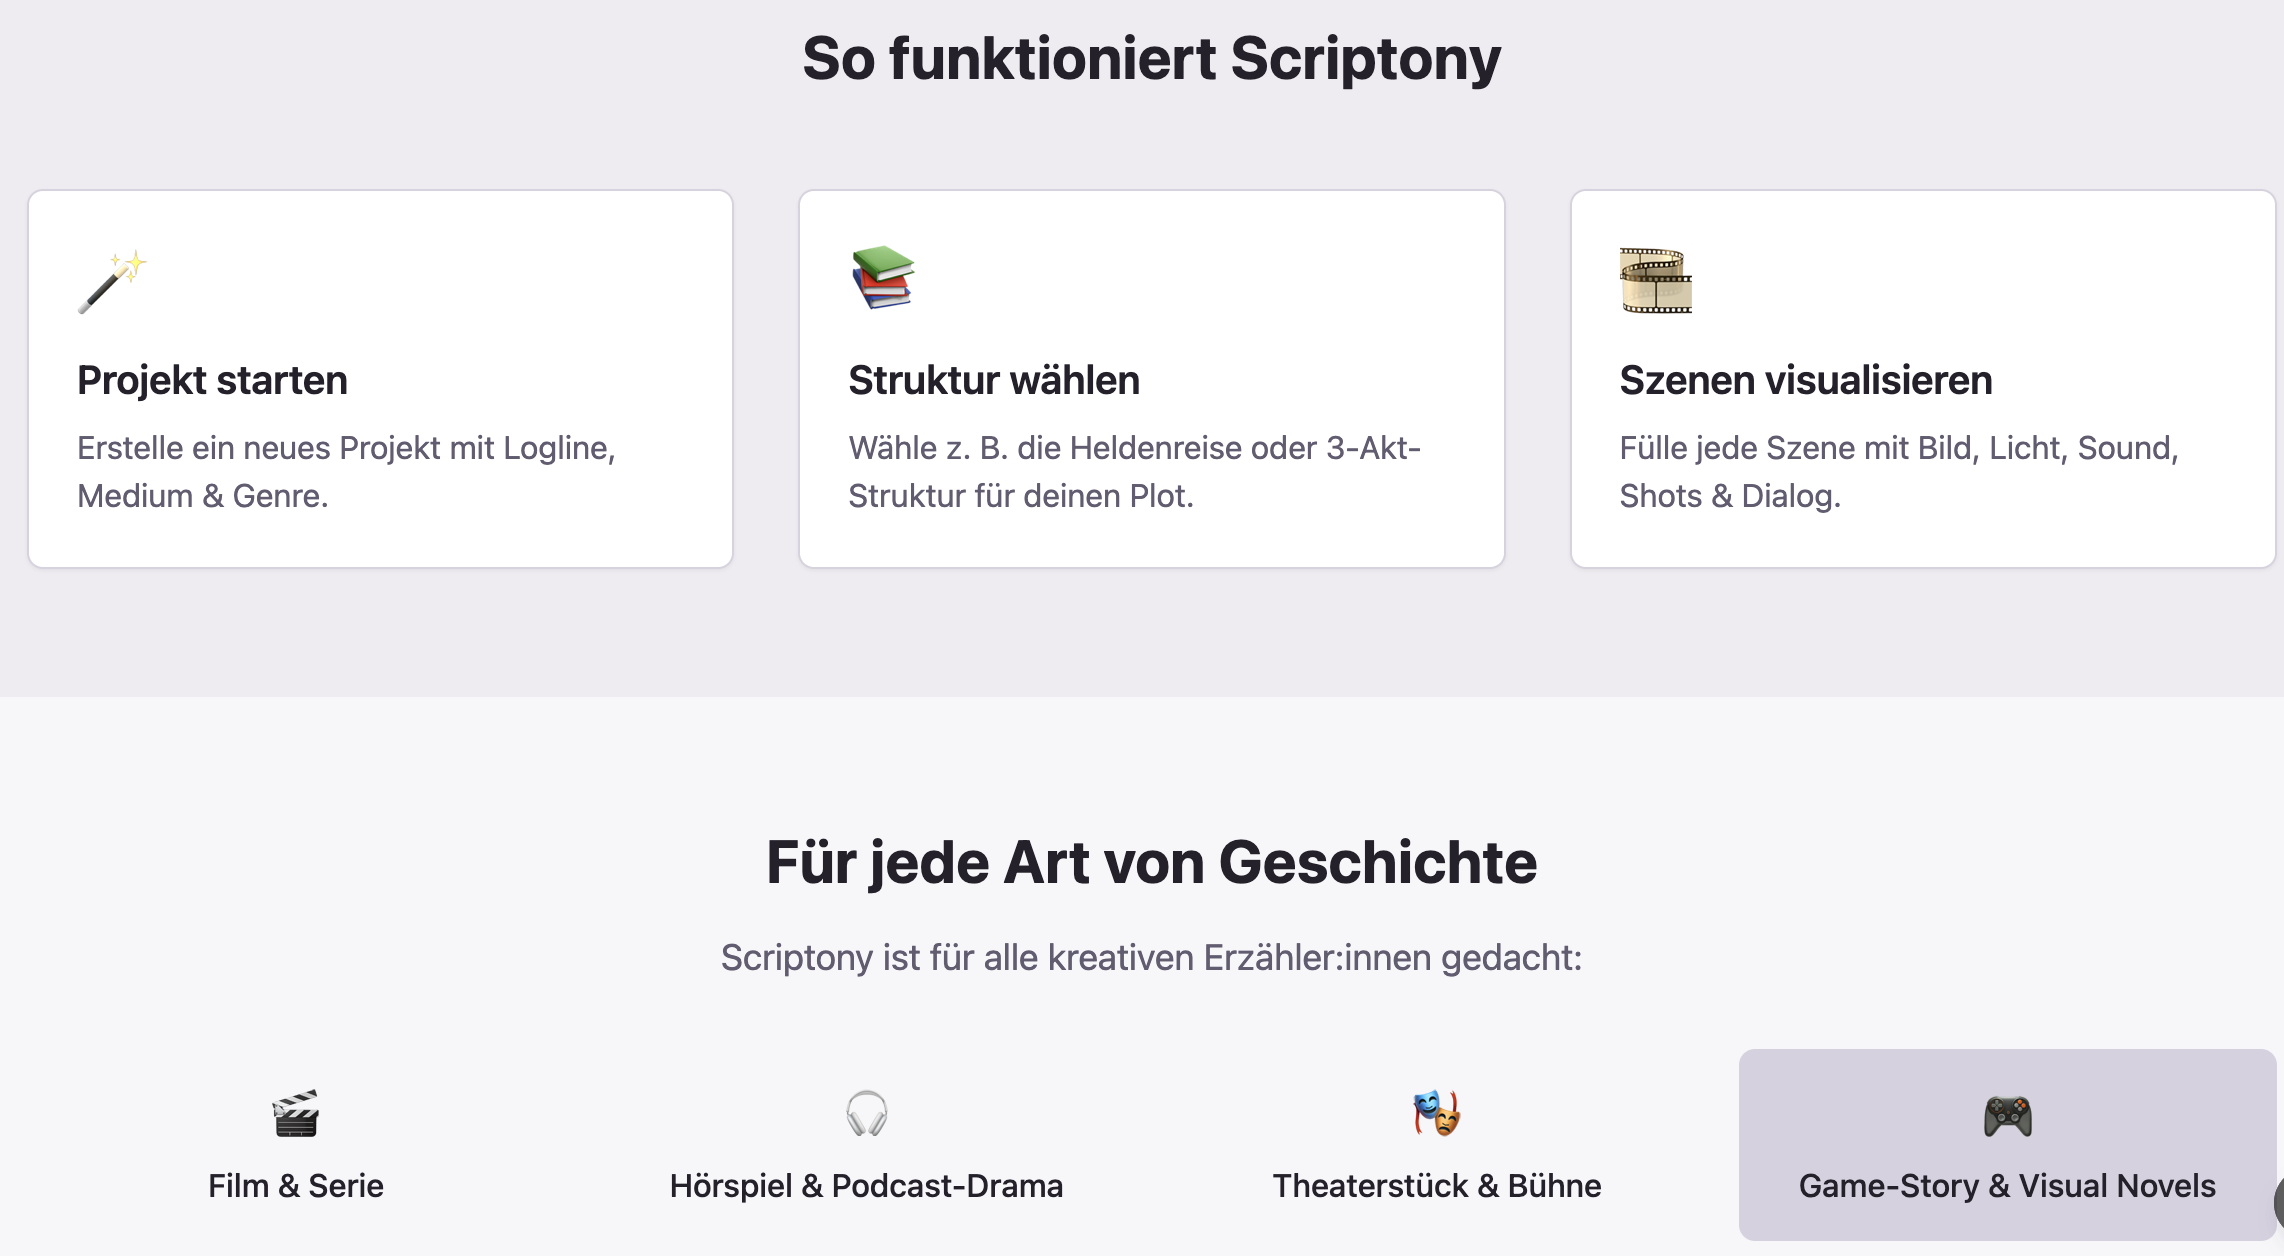 So funktioniert Scriptony
Projekt starten
Erstelle ein neues Projekt mit Logline,
Medium & Genre.
Struktur wählen
Wähle z. B. die Heldenreise oder 3-Akt-
Struktur für deinen Plot.
Szenen visualisieren
Fülle jede Szene mit Bild, Licht, Sound,
Shots & Dialog.
Für jede Art von Geschichte
Scriptony ist für alle kreativen Erzähler:innen gedacht:
Film & Serie
Hörspiel & Podcast-Drama
Theaterstück & Bühne
Game-Story & Visual Novels